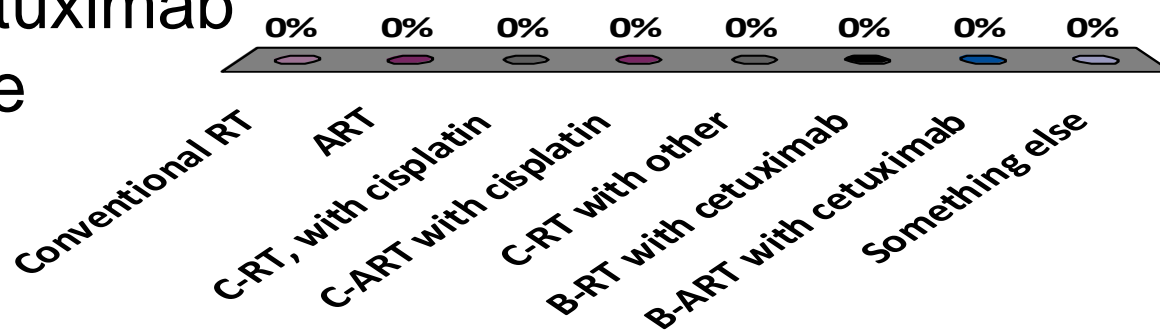 tuximab
e
0% 0% 0% 0% 0% 0% 0% 0%
Conventional RT
ART
C-RT, with cisplatin
C-ART with cisplatin
C-RT with other
B-RT with cetuximab
B-ART with cetuximab
Something else